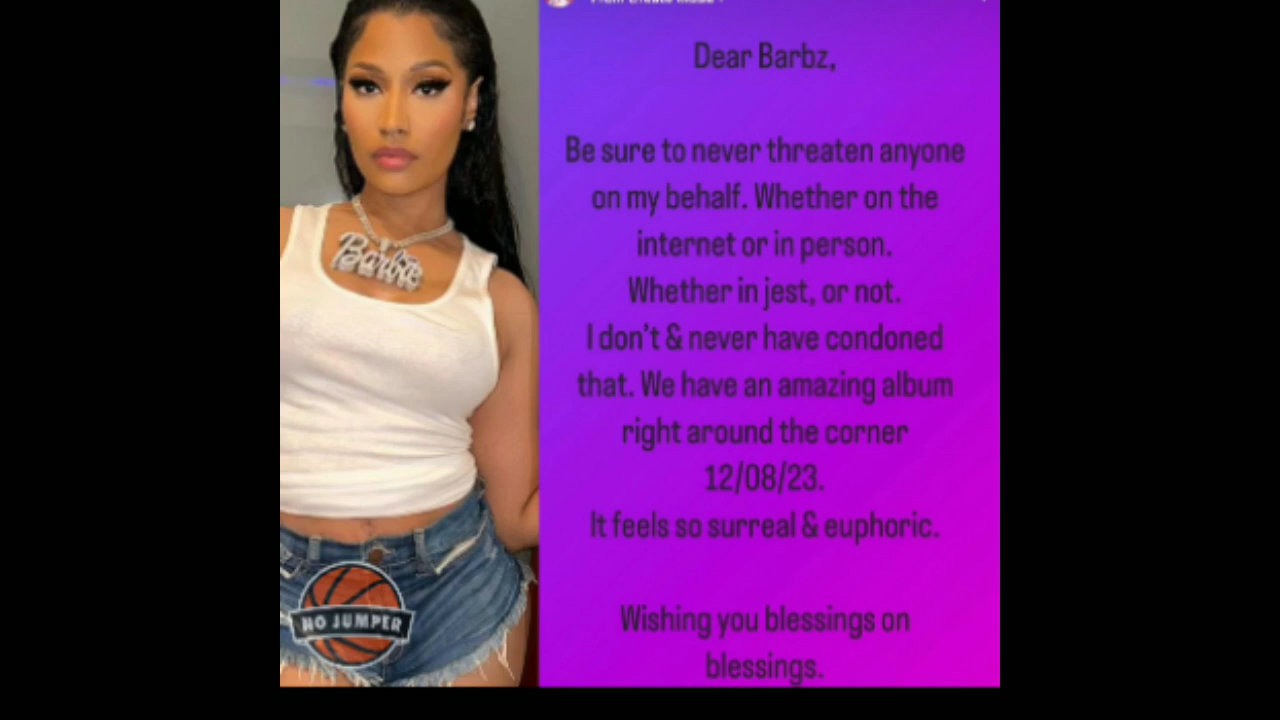 Dear Barbz,
Be sure to never threaten anyone
on my behalf. Whether on the
internet or in person.
Whether in jest, or not.
I don't & never have condoned
that. We have an amazing album
right around the corner
12/08/23.
It feels so surreal & euphoric.
Wishing you blessings on
blessings.
Barbie
NO JUMPER